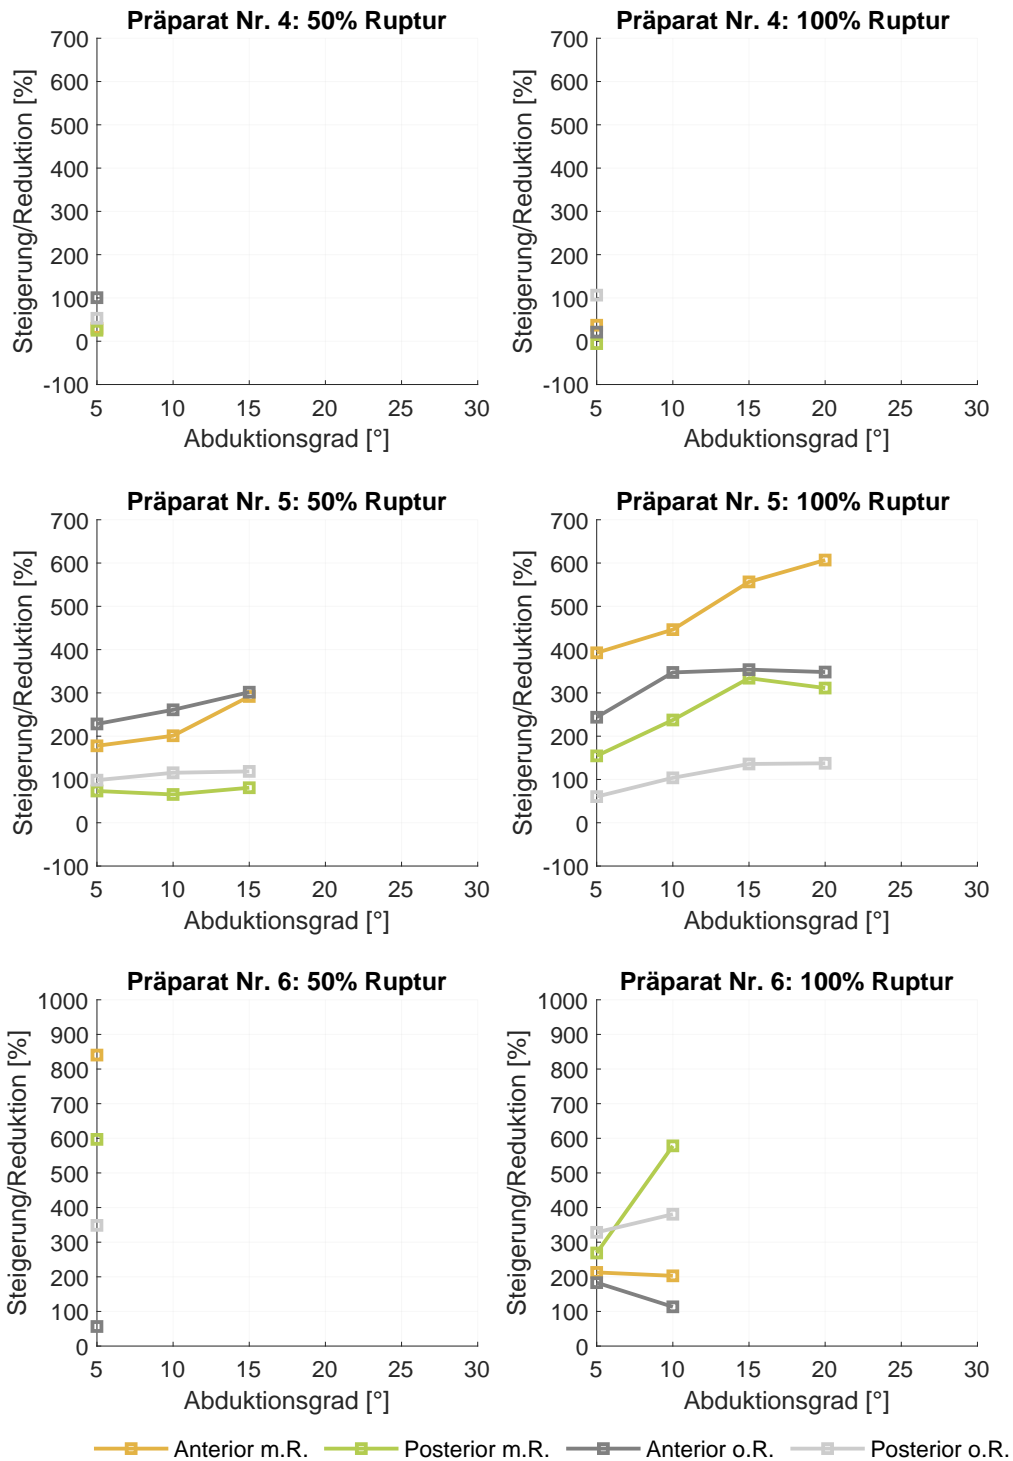 Präparat Nr. 4: 50% Ruptur
700
600
500
400
300
200
100
0
-100
Steigerung/Reduktion [%]
5 10 15 20 25 30
Abduktionsgrad [°]
Präparat Nr. 4: 100% Ruptur
700
600
500
400
300
200
100
0
-100
Steigerung/Reduktion [%]
5 10 15 20 25 30
Abduktionsgrad [°]
Präparat Nr. 5: 50% Ruptur
700
600
500
400
300
200
100
0
-100
Steigerung/Reduktion [%]
5 10 15 20 25 30
Abduktionsgrad [°]
Präparat Nr. 5: 100% Ruptur
700
600
500
400
300
200
100
0
-100
Steigerung/Reduktion [%]
5 10 15 20 25 30
Abduktionsgrad [°]
Präparat Nr. 6: 50% Ruptur
1000
900
800
700
600
500
400
300
200
100
0
Steigerung/Reduktion [%]
5 10 15 20 25 30
Abduktionsgrad [°]
Präparat Nr. 6: 100% Ruptur
1000
900
800
700
600
500
400
300
200
100
0
Steigerung/Reduktion [%]
5 10 15 20 25 30
Abduktionsgrad [°]
Anterior m.R. Posterior m.R. Anterior o.R. Posterior o.R.